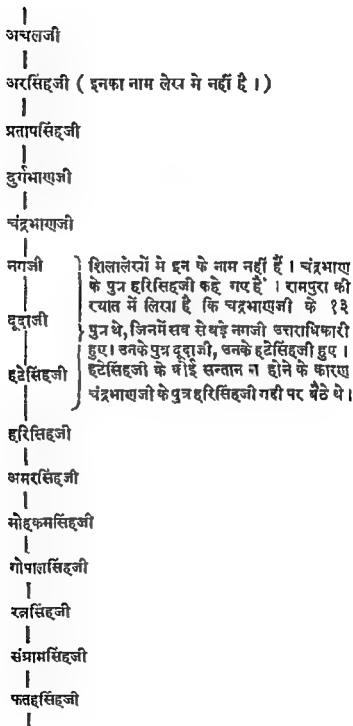 अचलजी
अरसिंहजी ( इनका नाम लेख मे नहीं है । )
प्रतापसिंहजी
दुर्गभाणजी
चंद्रभाणजी
नगजी
दूदाजी
हटेसिंहजी
शिलालेखों मे इन के नाम नहीं हैं । चंद्रभाण
के पुत्र हरिसिंहजी कहे गए हैं । रामपुरा की
ख्यात में लिखा है कि चद्रभाणजी के १३
पुत्र थे, जिनमें सब से बड़े नगजी उत्तराधिकारी
हुए। उनके पुत्र दूदाजी, उनके हटेसिंहजी हुए ।
हटेसिंहजी के कोई सन्तान न होने के कारण
चंद्रभाणजी के पुत्र हरिसिंहजी गद्दी पर बैठे थे ।
हरिसिंहजी
अमरसिंहजी
मोहकमसिंहजी
गोपालसिंहजी
रत्नसिंहजी
संग्रामसिंहजी
फतहसिंहजी